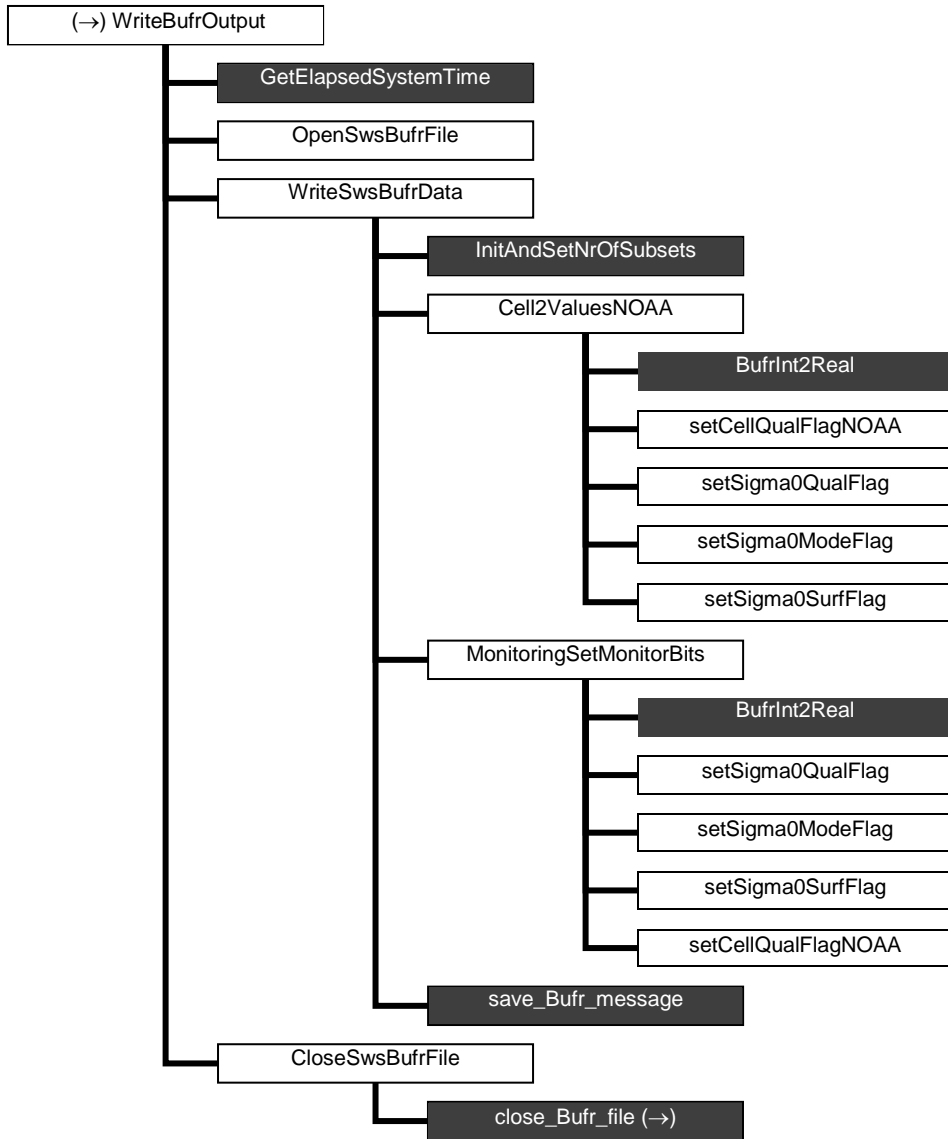 (→) WriteBufrOutput
GetElapsedSystemTime
OpenSwsBufrFile
WriteSwsBufrData
InitAndSetNrOfSubsets
Cell2ValuesNOAA
BufrInt2Real
setCellQualFlagNOAA
setSigma0QualFlag
setSigma0ModeFlag
setSigma0SurfFlag
MonitoringSetMonitorBits
BufrInt2Real
setSigma0QualFlag
setSigma0ModeFlag
setSigma0SurfFlag
setCellQualFlagNOAA
save_Bufr_message
CloseSwsBufrFile
close_Bufr_file (→)